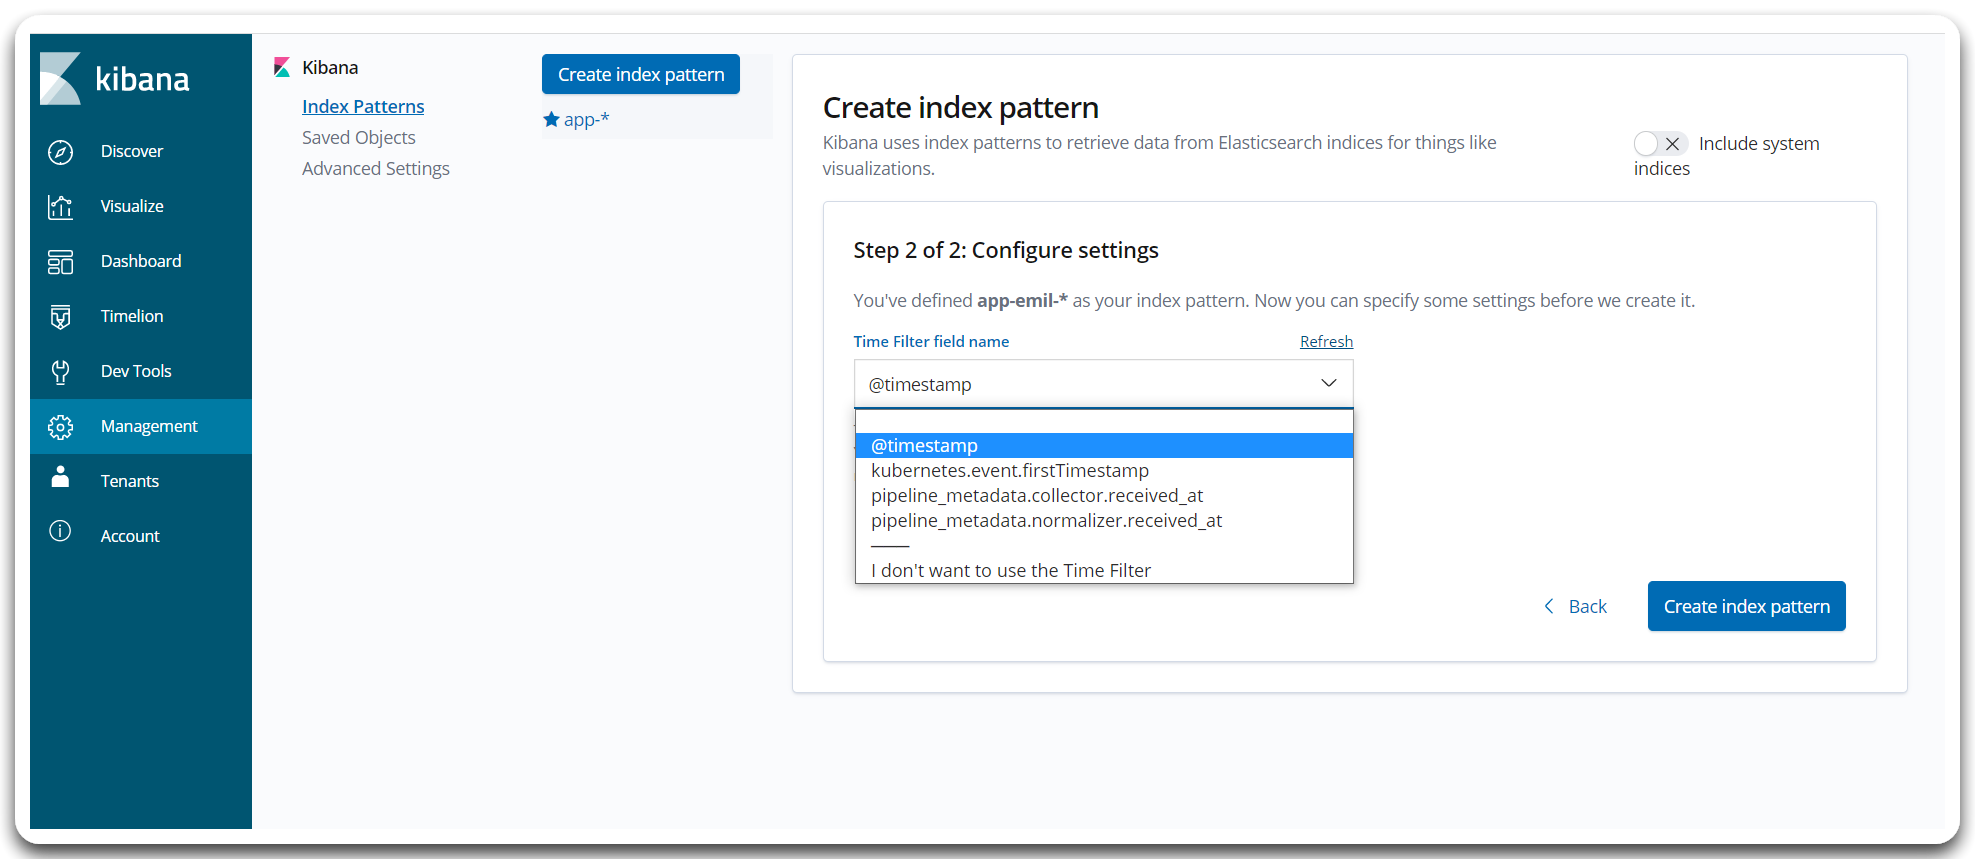 kibana
Discover
Visualize
Dashboard
Timelion
Dev Tools
Management
Tenants
Account
Kibana
Index Patterns
Saved Objects
Advanced Settings
Create index pattern
app-*
Create index pattern
Kibana uses index patterns to retrieve data from Elasticsearch indices for things like
visualizations.
Include system
indices
Step 2 of 2: Configure settings
You've defined app-emil-* as your index pattern. Now you can specify some settings before we create it.
Time Filter field name
Refresh
@timestamp
@timestamp
kubernetes.event.firstTimestamp
pipeline_metadata.collector.received_at
pipeline_metadata.normalizer.received_at
I don't want to use the Time Filter
Back
Create index pattern